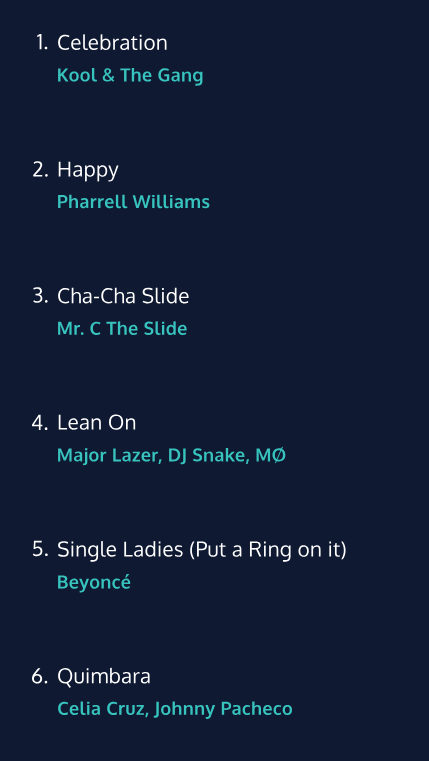 1. Celebration
Kool & The Gang
2. Happy
Pharrell Williams
3. Cha-Cha Slide
Mr. C The Slide
4. Lean On
Major Lazer, DJ Snake, MØ
5. Single Ladies (Put a Ring on it)
Beyoncé
6. Quimbara
Celia Cruz, Johnny Pacheco